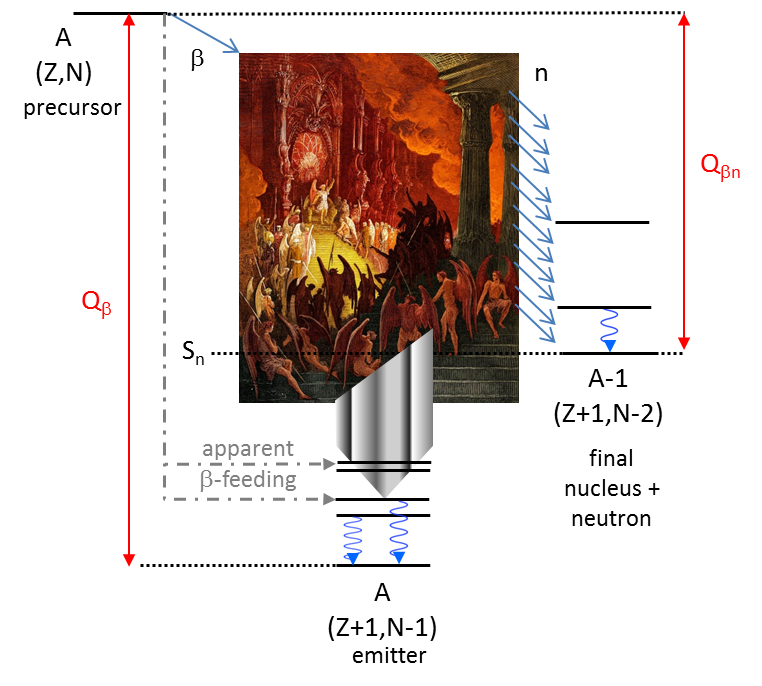 A
(Z,N)
precursor
β
n
Qβn
Qβ
Sn
A-1
(Z+1,N-2)
final
nucleus +
neutron
apparent
β-feeding
A
(Z+1,N-1)
emitter